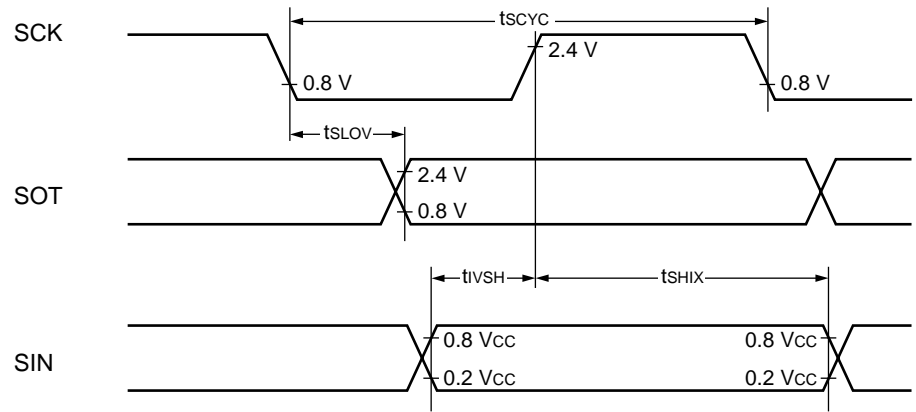 tSCYC
SCK
2.4 V
0.8 V
0.8 V
tSLOV
SOT
2.4 V
0.8 V
tIVSH
tSHIX
SIN
0.8 VCC
0.8 VCC
0.2 VCC
0.2 VCC